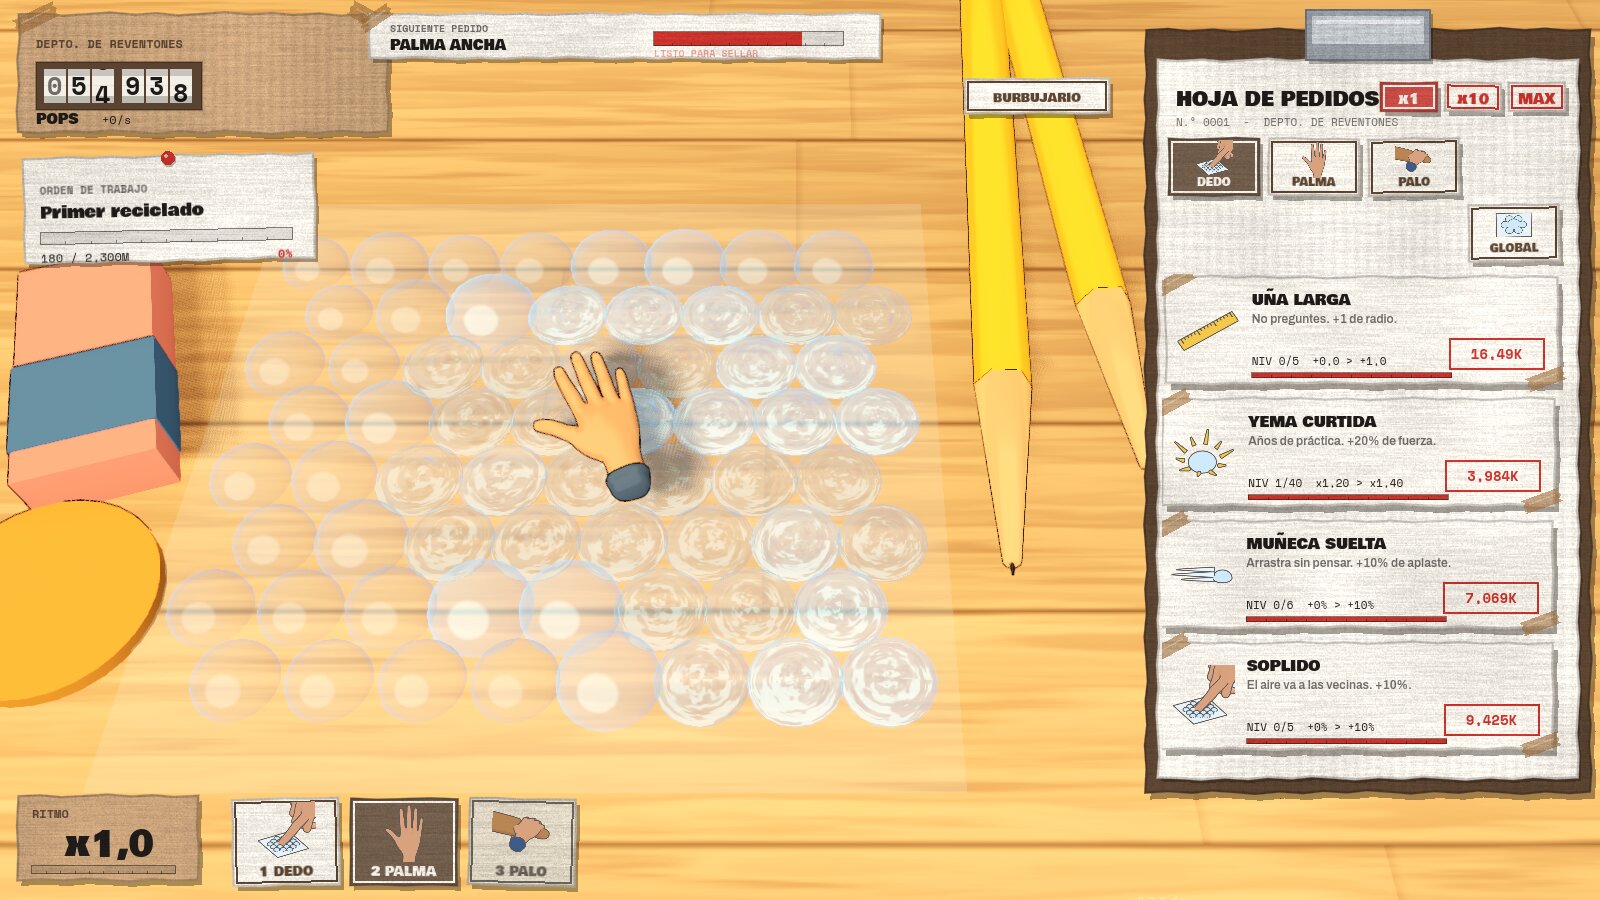 DEPTO. DE REVENTONES
054938
POPS +0/s
SIGUIENTE PEDIDO
PALMA ANCHA
LISTO PARA SELLAR
ORDEN DE TRABAJO
Primer reciclado
180 / 2,300M 0%
BURBUJARIO
HOJA DE PEDIDOS x1 x10 MAX
N.° 0001 - DEPTO. DE REVENTONES
DEDO PALMA PALO
GLOBAL
UÑA LARGA
No preguntes. +1 de radio.
NIV 0/5 +0,0 > +1,0
16,49K
YEMA CURTIDA
Años de práctica. +20% de fuerza.
NIV 1/40 x1,20 > x1,40
3,984K
MUÑECA SUELTA
Arrastra sin pensar. +10% de aplaste.
NIV 0/6 +0% > +10%
7,069K
SOPLIDO
El aire va a las vecinas. +10%.
NIV 0/5 +0% > +10%
9,425K
RITMO
x1,0
1 DEDO 2 PALMA 3 PALO